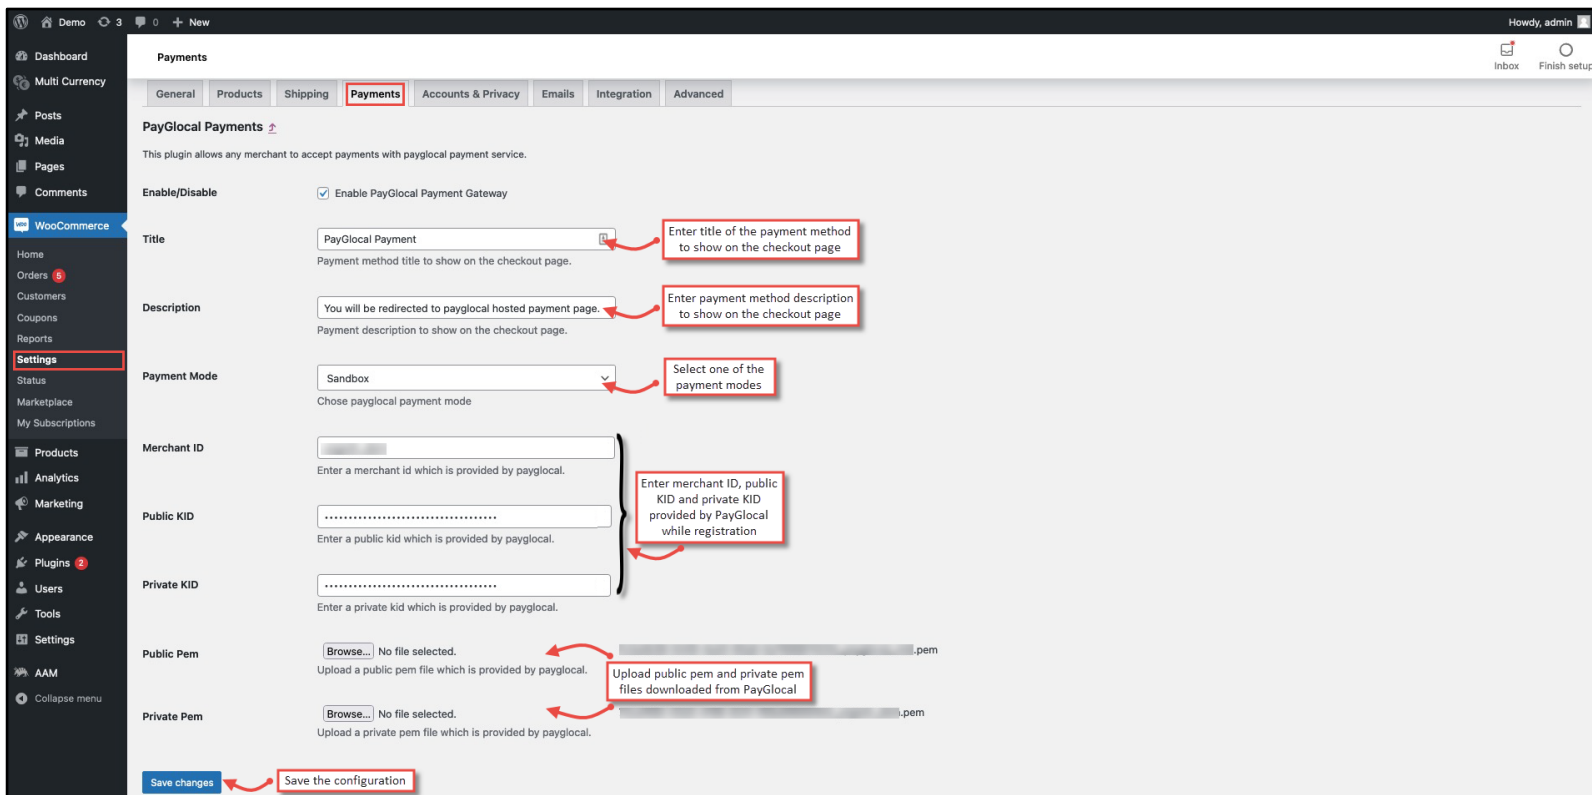 Demo 3 0 + New
Howdy, admin
Dashboard
Multi Currency
Posts
Media
Pages
Comments
WooCommerce
Home
Orders 5
Customers
Coupons
Reports
Settings
Status
Marketplace
My Subscriptions
Products
Analytics
Marketing
Appearance
Plugins 2
Users
Tools
Settings
AAM
Collapse menu
Payments
Inbox
Finish setup
General Products Shipping Payments Accounts & Privacy Emails Integration Advanced
PayGlocal Payments
This plugin allows any merchant to accept payments with payglocal payment service.
Enable/Disable
Enable PayGlocal Payment Gateway
Title
PayGlocal Payment
Payment method title to show on the checkout page.
Enter title of the payment method
to show on the checkout page
Description
You will be redirected to payglocal hosted payment page.
Payment description to show on the checkout page.
Enter payment method description
to show on the checkout page
Payment Mode
Sandbox
Chose payglocal payment mode
Select one of the
payment modes
Merchant ID
Enter a merchant id which is provided by payglocal.
Public KID
Enter a public kid which is provided by payglocal.
Enter merchant ID, public
KID and private KID
provided by PayGlocal
while registration
Private KID
Enter a private kid which is provided by payglocal.
Public Pem
Browse... No file selected.
.pem
Upload a public pem file which is provided by payglocal.
Upload public pem and private pem
files downloaded from PayGlocal
Private Pem
Browse... No file selected.
.pem
Upload a private pem file which is provided by payglocal.
Save changes
Save the configuration